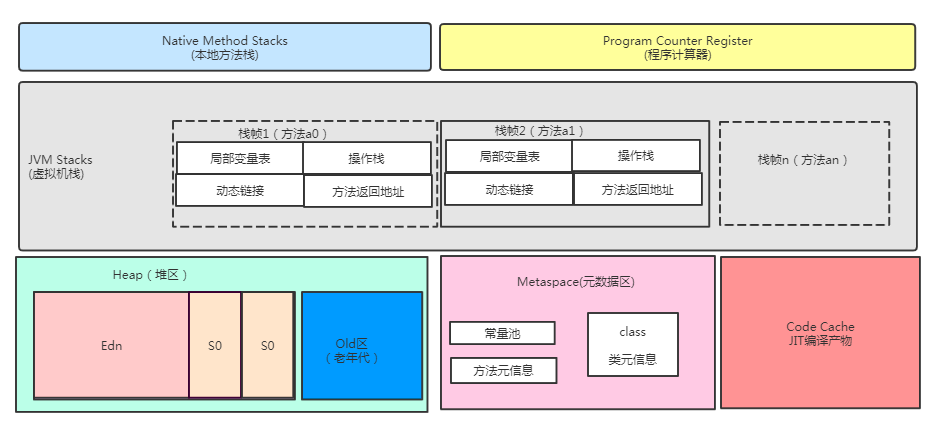 Native Method Stacks
(本地方法栈)
Program Counter Register
(程序计算器)
JVM Stacks
(虚拟机栈)
栈帧1（方法a0）
局部变量表
操作栈
动态链接
方法返回地址
栈帧2（方法a1）
局部变量表
操作栈
动态链接
方法返回地址
栈帧n（方法an）
Heap（堆区）
Edn
S0
S0
Old区
（老年代）
Metaspace(元数据区)
常量池
方法元信息
class
类元信息
Code Cache
JIT编译产物